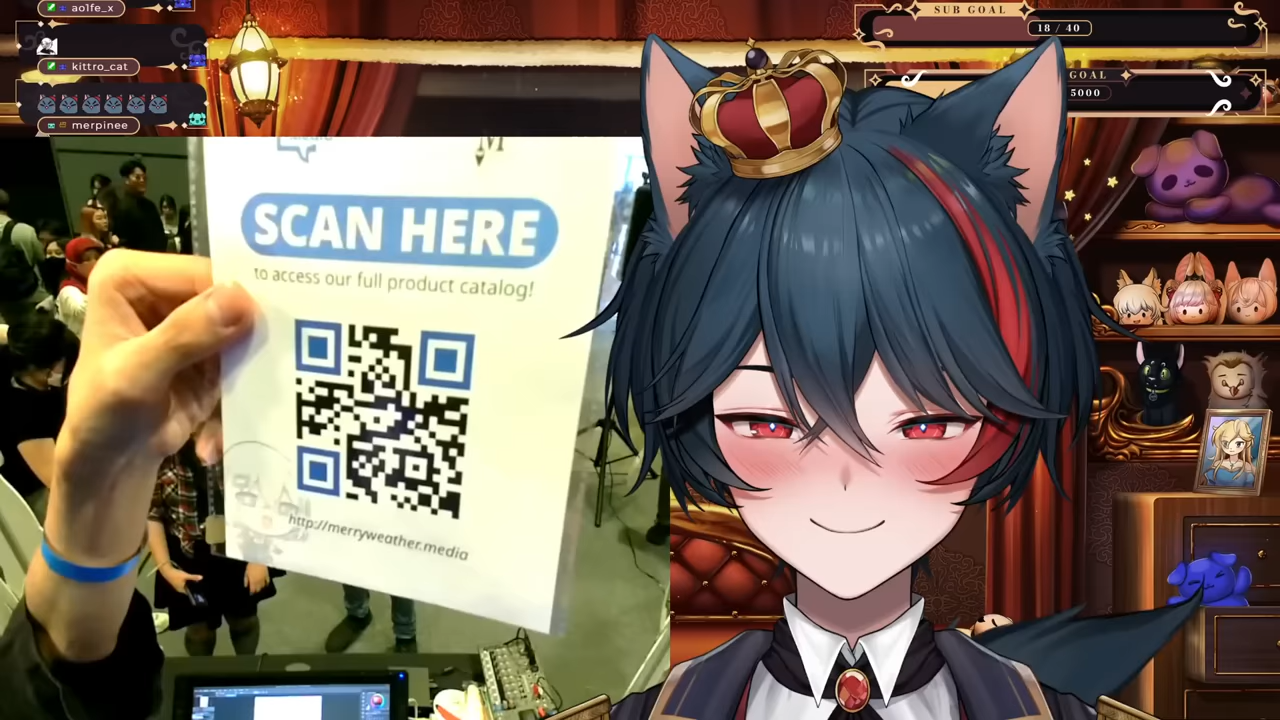 ao1fe_x
kittro_cat
merpinee
SUB GOAL
18 / 40
GOAL
5000
M
SCAN HERE
to access our full product catalog!
http://merryweather.media